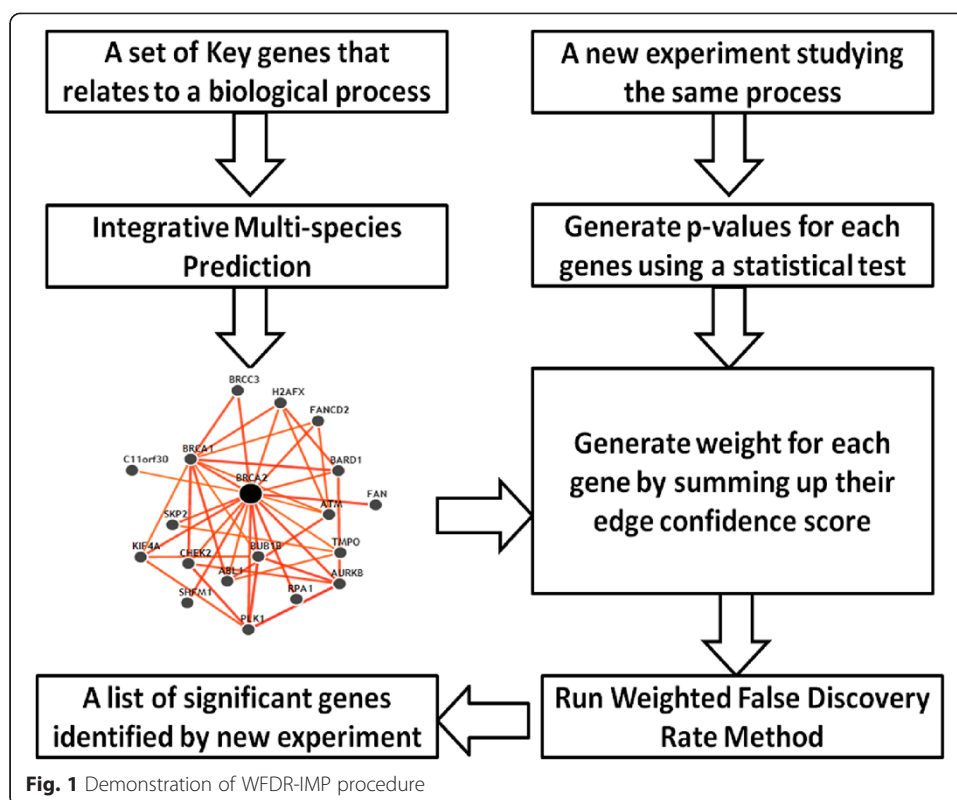 A set of Key genes that
relates to a biological process
A new experiment studying
the same process
Integrative Multi-species
Prediction
Generate p-values for each
genes using a statistical test
BRCC3
H2AFX
FANCD2
BRCA1
C11orf30
BARD1
BRCA2
FAN
ATM
SKP2
KIF4A
BUB1B
TMPO
CHEK2
ABL1
AURKB
SHFM1
RPA1
PLK1
Generate weight for each
gene by summing up their
edge confidence score
A list of significant genes
identified by new experiment
Run Weighted False Discovery
Rate Method
Fig. 1 Demonstration of WFDR-IMP procedure